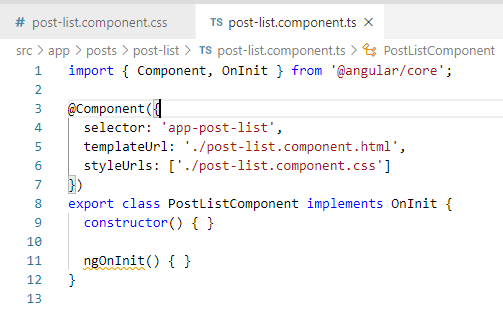 # post-list.component.css TS post-list.component.ts ×
src > app > posts > post-list > TS post-list.component.ts > PostListComponent
1 import { Component, OnInit } from '@angular/core';
2
3 @Component({
4 selector: 'app-post-list',
5 templateUrl: './post-list.component.html',
6 styleUrls: ['./post-list.component.css']
7 })
8 export class PostListComponent implements OnInit {
9 constructor() { }
10
11 ngOnInit() { }
12 }
13